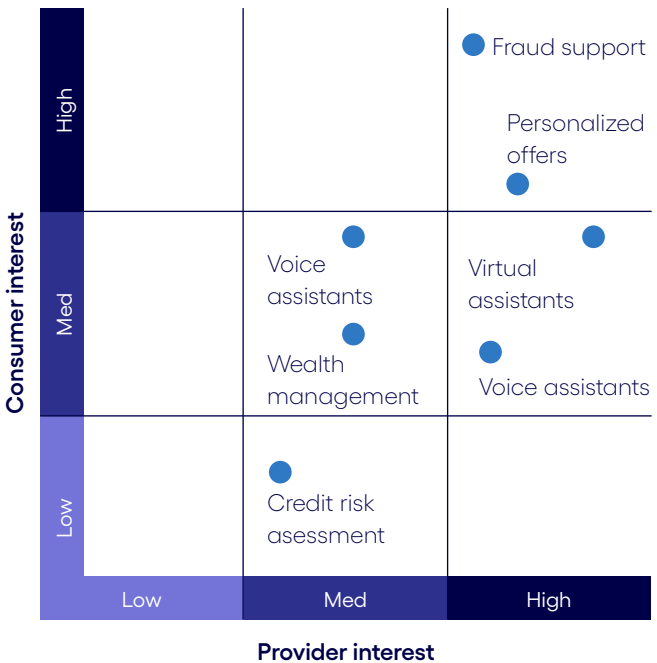 Consumer interest
High
Med
Low
Fraud support
Personalized
offers
Voice
assistants
Virtual
assistants
Wealth
management
Voice assistants
Credit risk
asessment
Low
Med
High
Provider interest